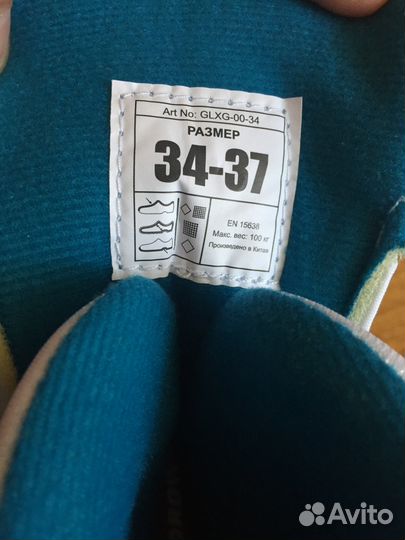 Art No: GLXG-00-34
РАЗМЕР
34-37
EN 15638
Макс. вес: 100 кг
Произведено в Китае
Avito